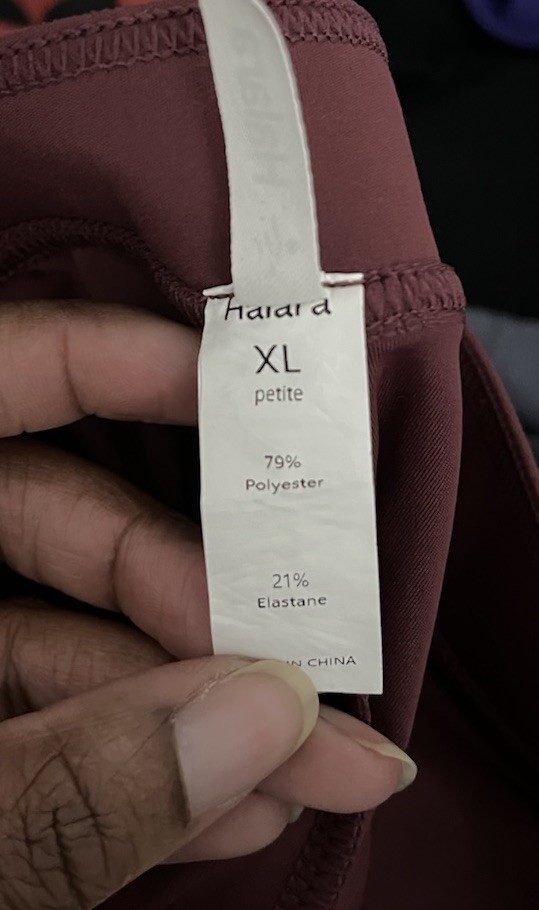 Halara
XL
petite
79%
Polyester
21%
Elastane
IN CHINA